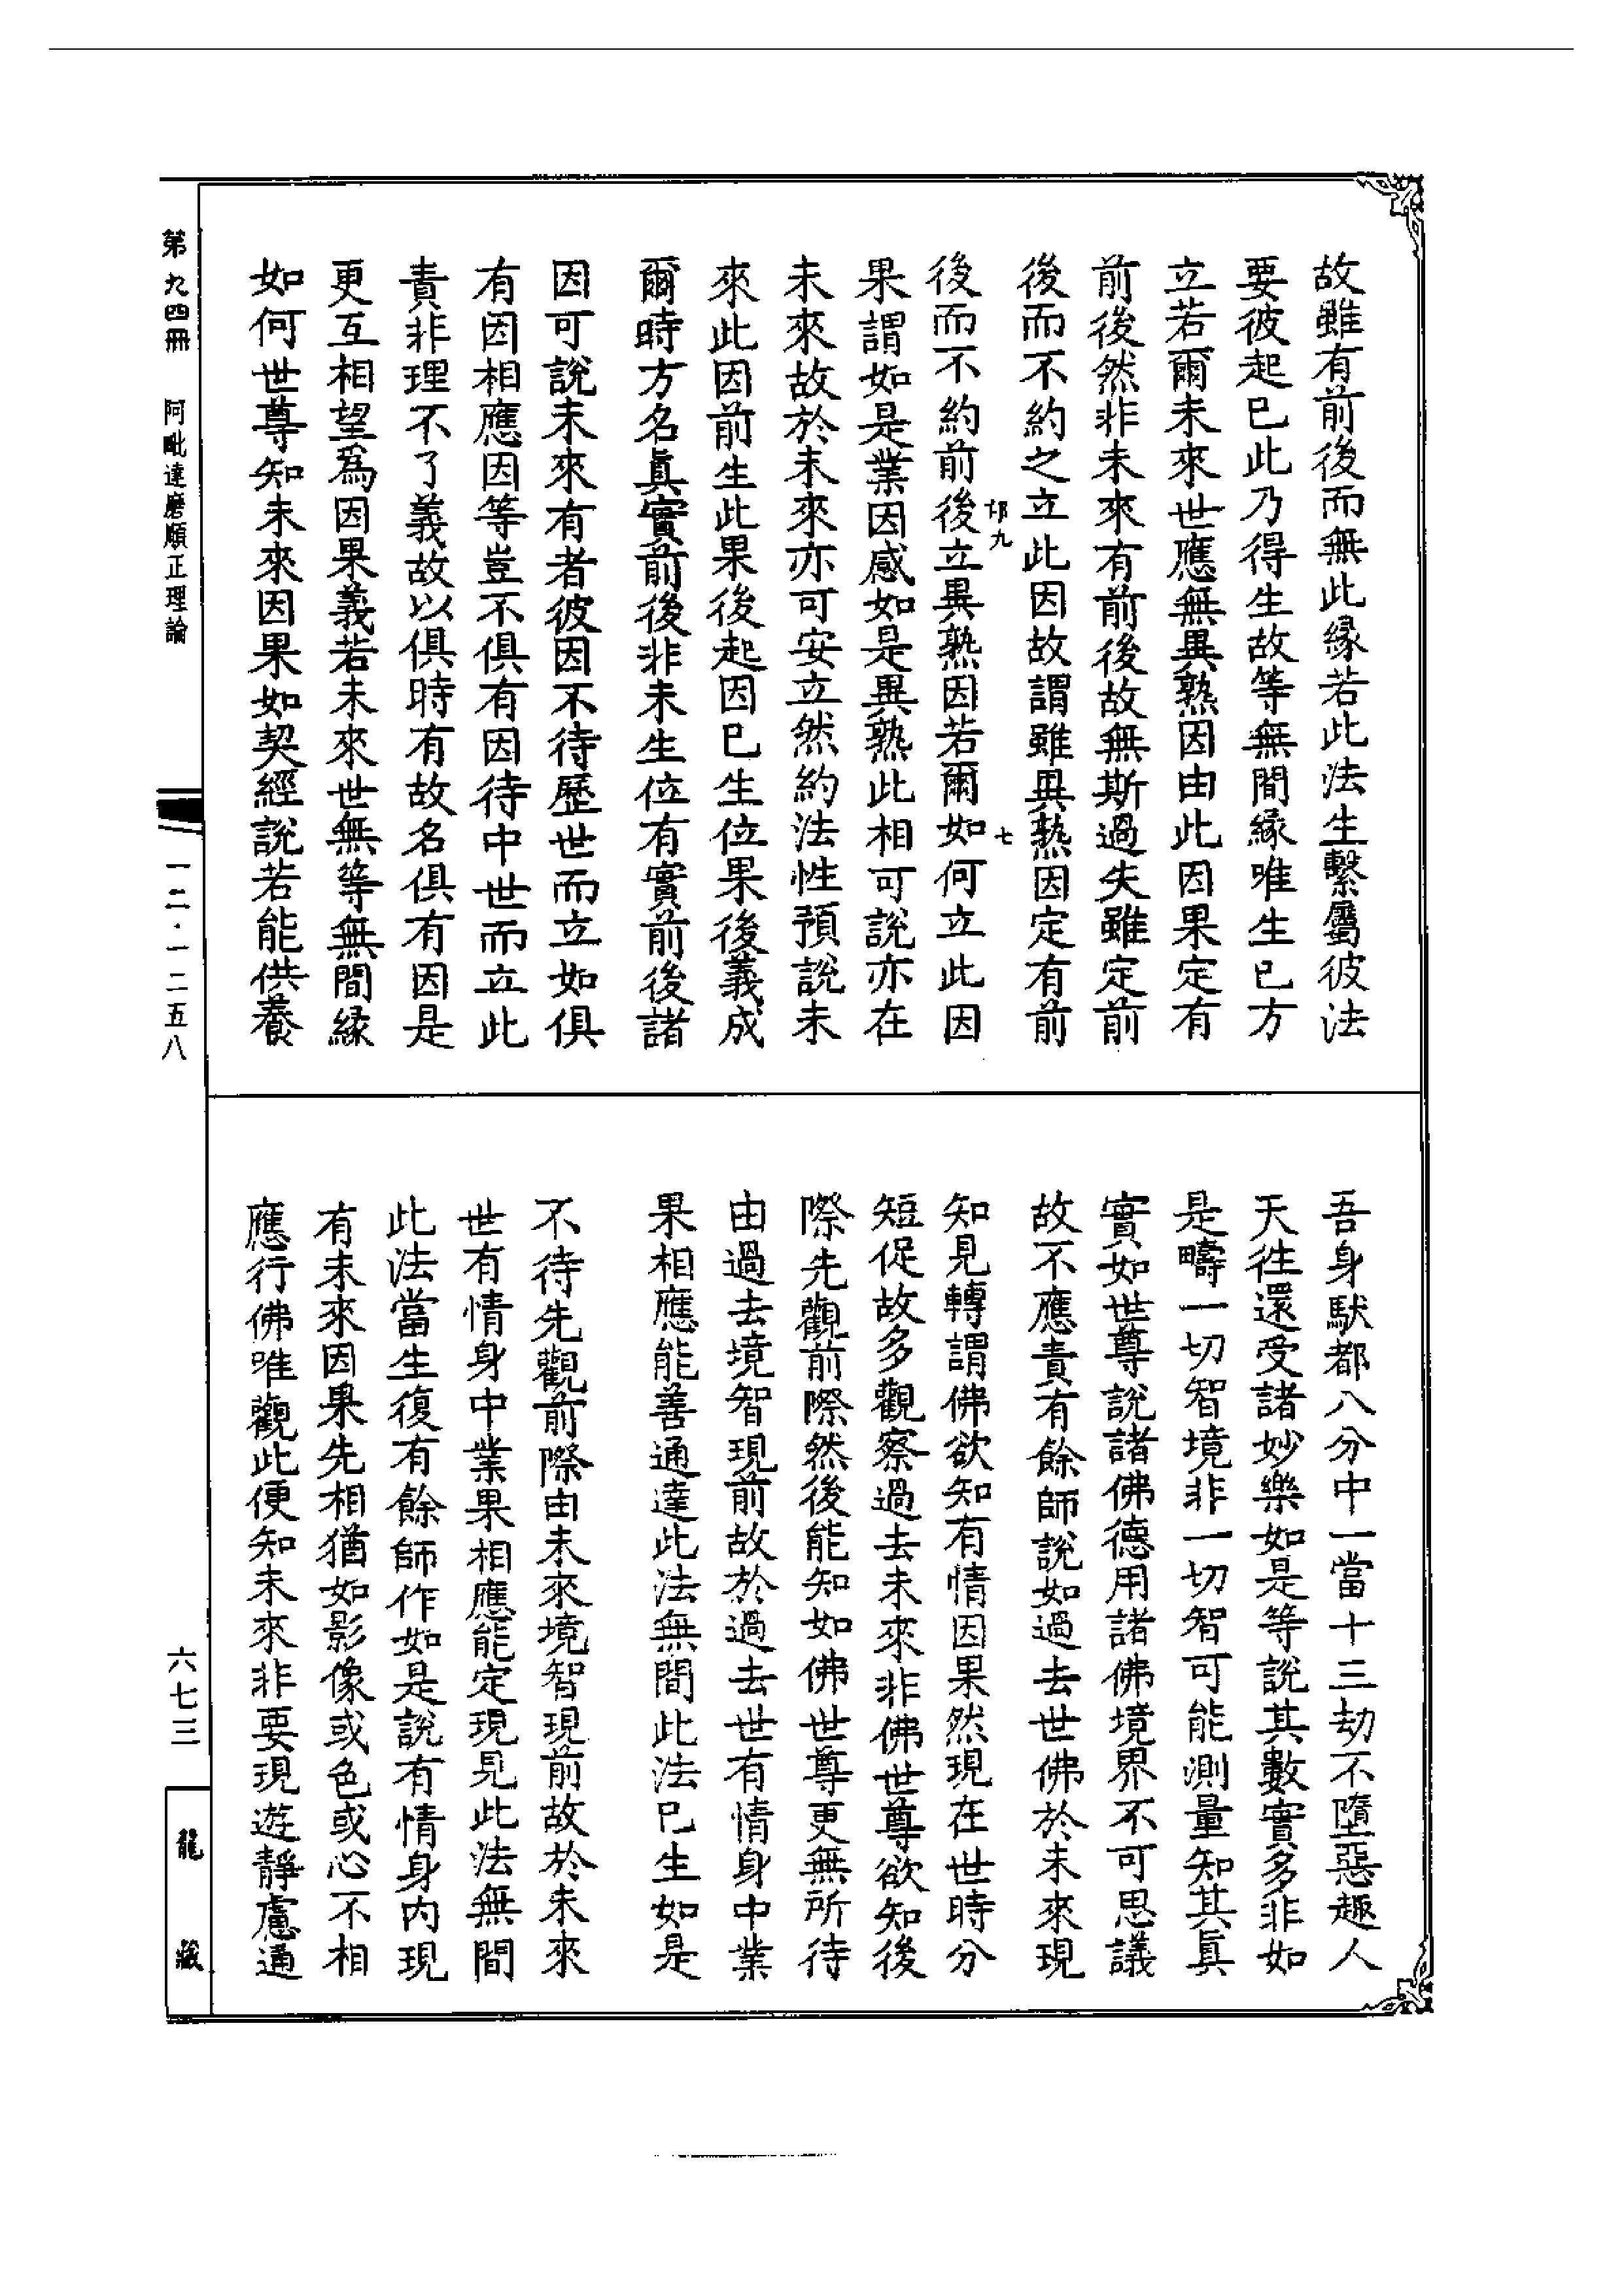 故雖有前後而無此緣若此法生繫屬彼法
要彼起已此乃得生故等無間緣唯生已方
立若爾未來世應無異熟因由此因果定有
前後然非未來有前後故無斯過失雖定前
後而不約之立此因故謂雖異熟因定有前
邙九 七
後而不約前後立異熟因若爾如何立此因
果謂如是業因感如是異熟此相可說亦在
未來故於未來亦可安立然約法性預說未
來此因前生此果後起因已生位果後義成
爾時方名真實前後非未生位有實前後諸
因可說未來有者彼因不待歷世而立如俱
有因相應因等豈不俱有因待中世而立此
責非理不了義故以俱時有故名俱有因是
更互相望為因果義若未來世無等無間緣
如何世尊知未來因果如契經說若能供養
吾身馱都八分中一當十三劫不墮惡趣人
天往還受諸妙樂如是等說其數實多非如
是疇一切智境非一切智可能測量知其真
實如世尊說諸佛德用諸佛境界不可思議
故不應責有餘師說如過去世佛於未來現
知見轉謂佛欲知有情因果然現在世時分
短促故多觀察過去未來非佛世尊欲知後
際先觀前際然後能知如佛世尊更無所待
由過去境智現前故於過去世有情身中業
果相應能善通達此法無間此法已生如是
不待先觀前際由未來境智現前故於未來
世有情身中業果相應能定現見此法無間
此法當生復有餘師作如是說有情身內現
有未來因果先相猶如影像或色或心不相
應行佛唯觀此便知未來非要現遊靜慮通
第九四冊 阿毗達磨順正理論 一二·一二五八 六七三 龍藏